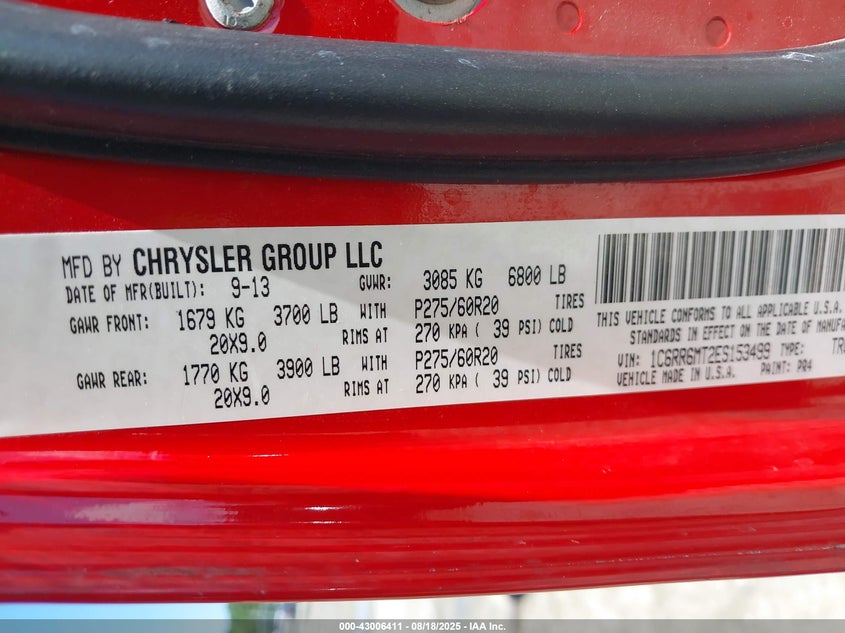 MFD BY CHRYSLER GROUP LLC
DATE OF MFR(BUILT): 9-13 GVWR: 3085 KG 6800 LB
GAWR FRONT: 1679 KG 3700 LB WITH P275/60R20 TIRES
20X9.0 RIMS AT 270 KPA ( 39 PSI) COLD
GAWR REAR: 1770 KG 3900 LB WITH P275/60R20 TIRES
20X9.0 RIMS AT 270 KPA ( 39 PSI) COLD
THIS VEHICLE CONFORMS TO ALL APPLICABLE U.S.A.
STANDARDS IN EFFECT ON THE DATE OF MANUFA
VIN: 1C6RR6MT2ES153499 TYPE: TRU
VEHICLE MADE IN U.S.A. PAINT: PR4
000-43006411 - 08/18/2025 - IAA Inc.